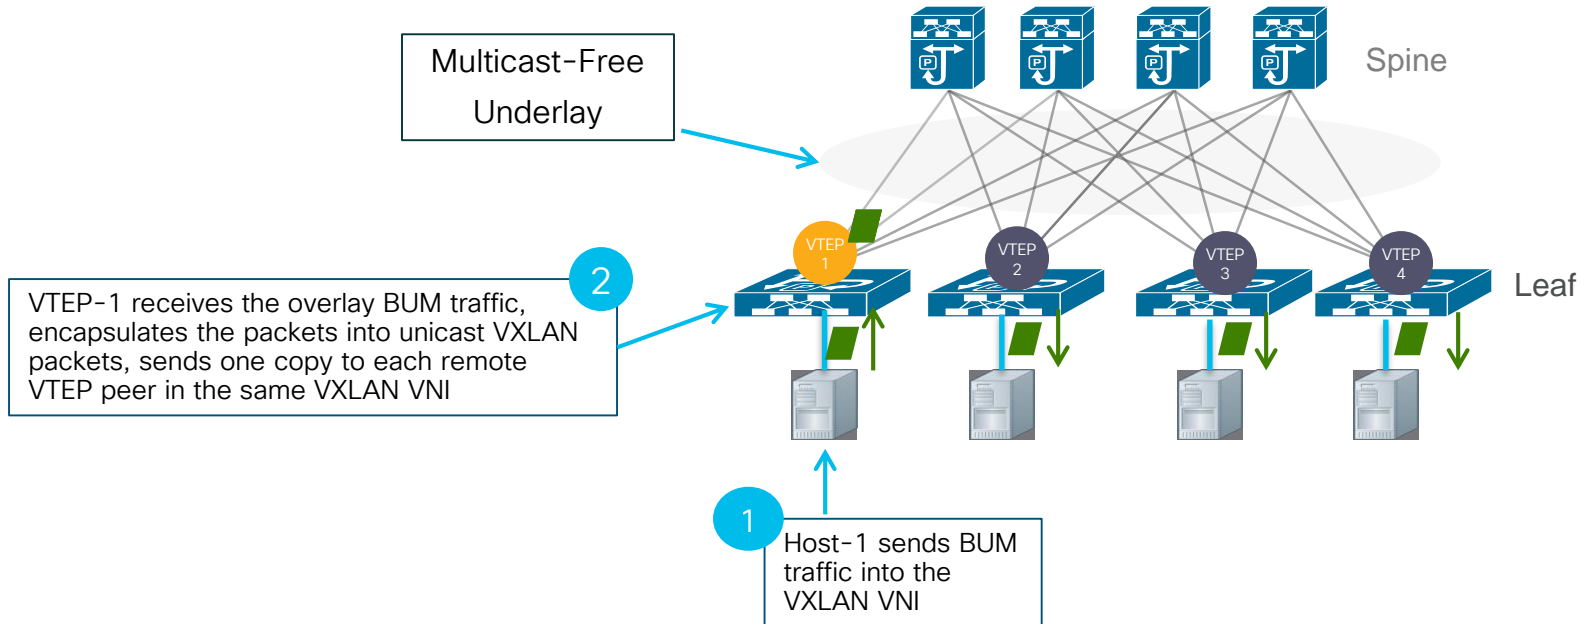 Multicast-Free
Underlay
Spine
P
P
P
P
VTEP
1
VTEP
2
VTEP
3
VTEP
4
Leaf
2
VTEP-1 receives the overlay BUM traffic,
encapsulates the packets into unicast VXLAN
packets, sends one copy to each remote
VTEP peer in the same VXLAN VNI
1
Host-1 sends BUM
traffic into the
VXLAN VNI